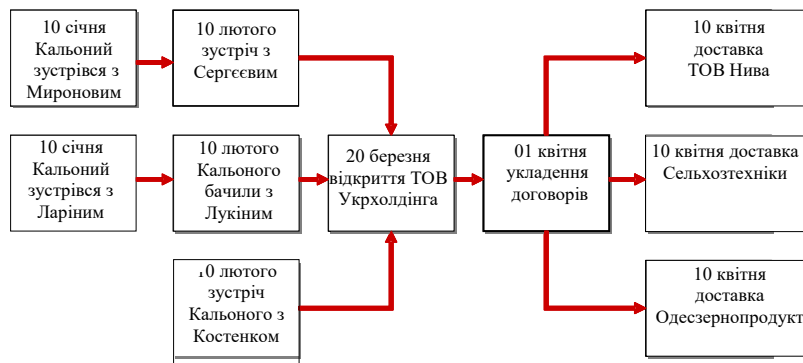 10 січня
Кальоний
зустрівся з
Мироновим
10 лютого
зустріч з
Сергєєвим
10 квітня
доставка
ТОВ Нива
10 січня
Кальоний
зустрівся з
Ларіним
10 лютого
Кальоного
бачили з
Лукіним
20 березня
відкриття ТОВ
Укрхолдінга
01 квітня
укладення
договорів
10 квітня доставка
Сельхозтехніки
10 лютого
зустріч
Кальоного з
Костенком
10 квітня
доставка
Одесзернопродукт